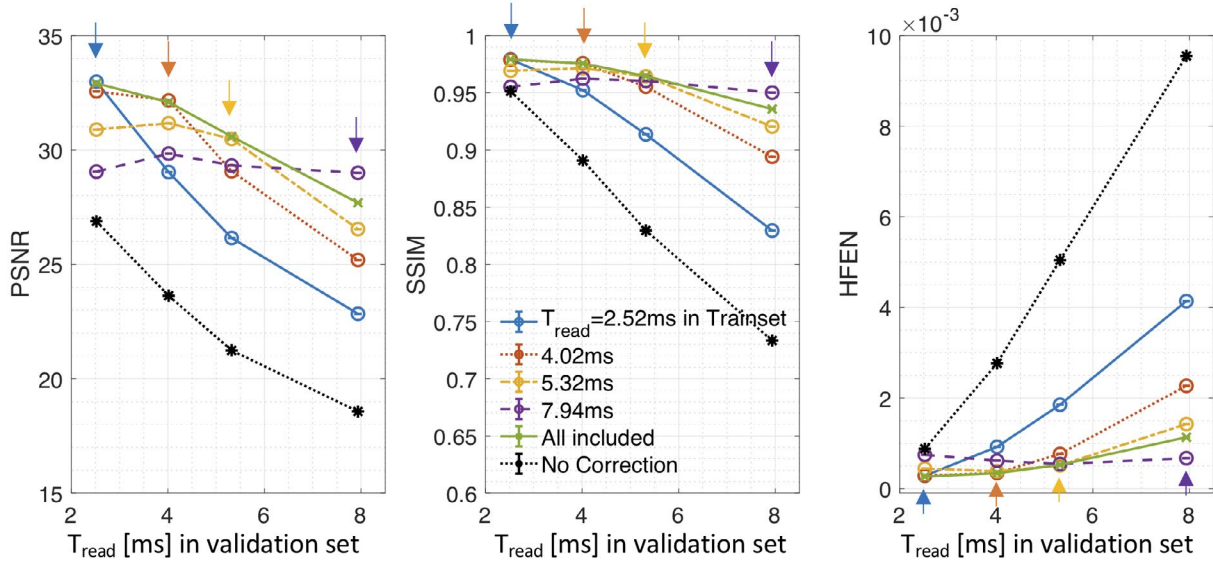 35
30
25
20
15
PSNR
2
4
6
8
T_read [ms] in validation set
1
0.95
0.9
0.85
0.8
0.75
0.7
0.65
0.6
SSIM
T_read=2.52ms in Trainset
4.02ms
5.32ms
7.94ms
All included
No Correction
2
4
6
8
T_read [ms] in validation set
×10^-3
10
8
6
4
2
0
HFEN
2
4
6
8
T_read [ms] in validation set